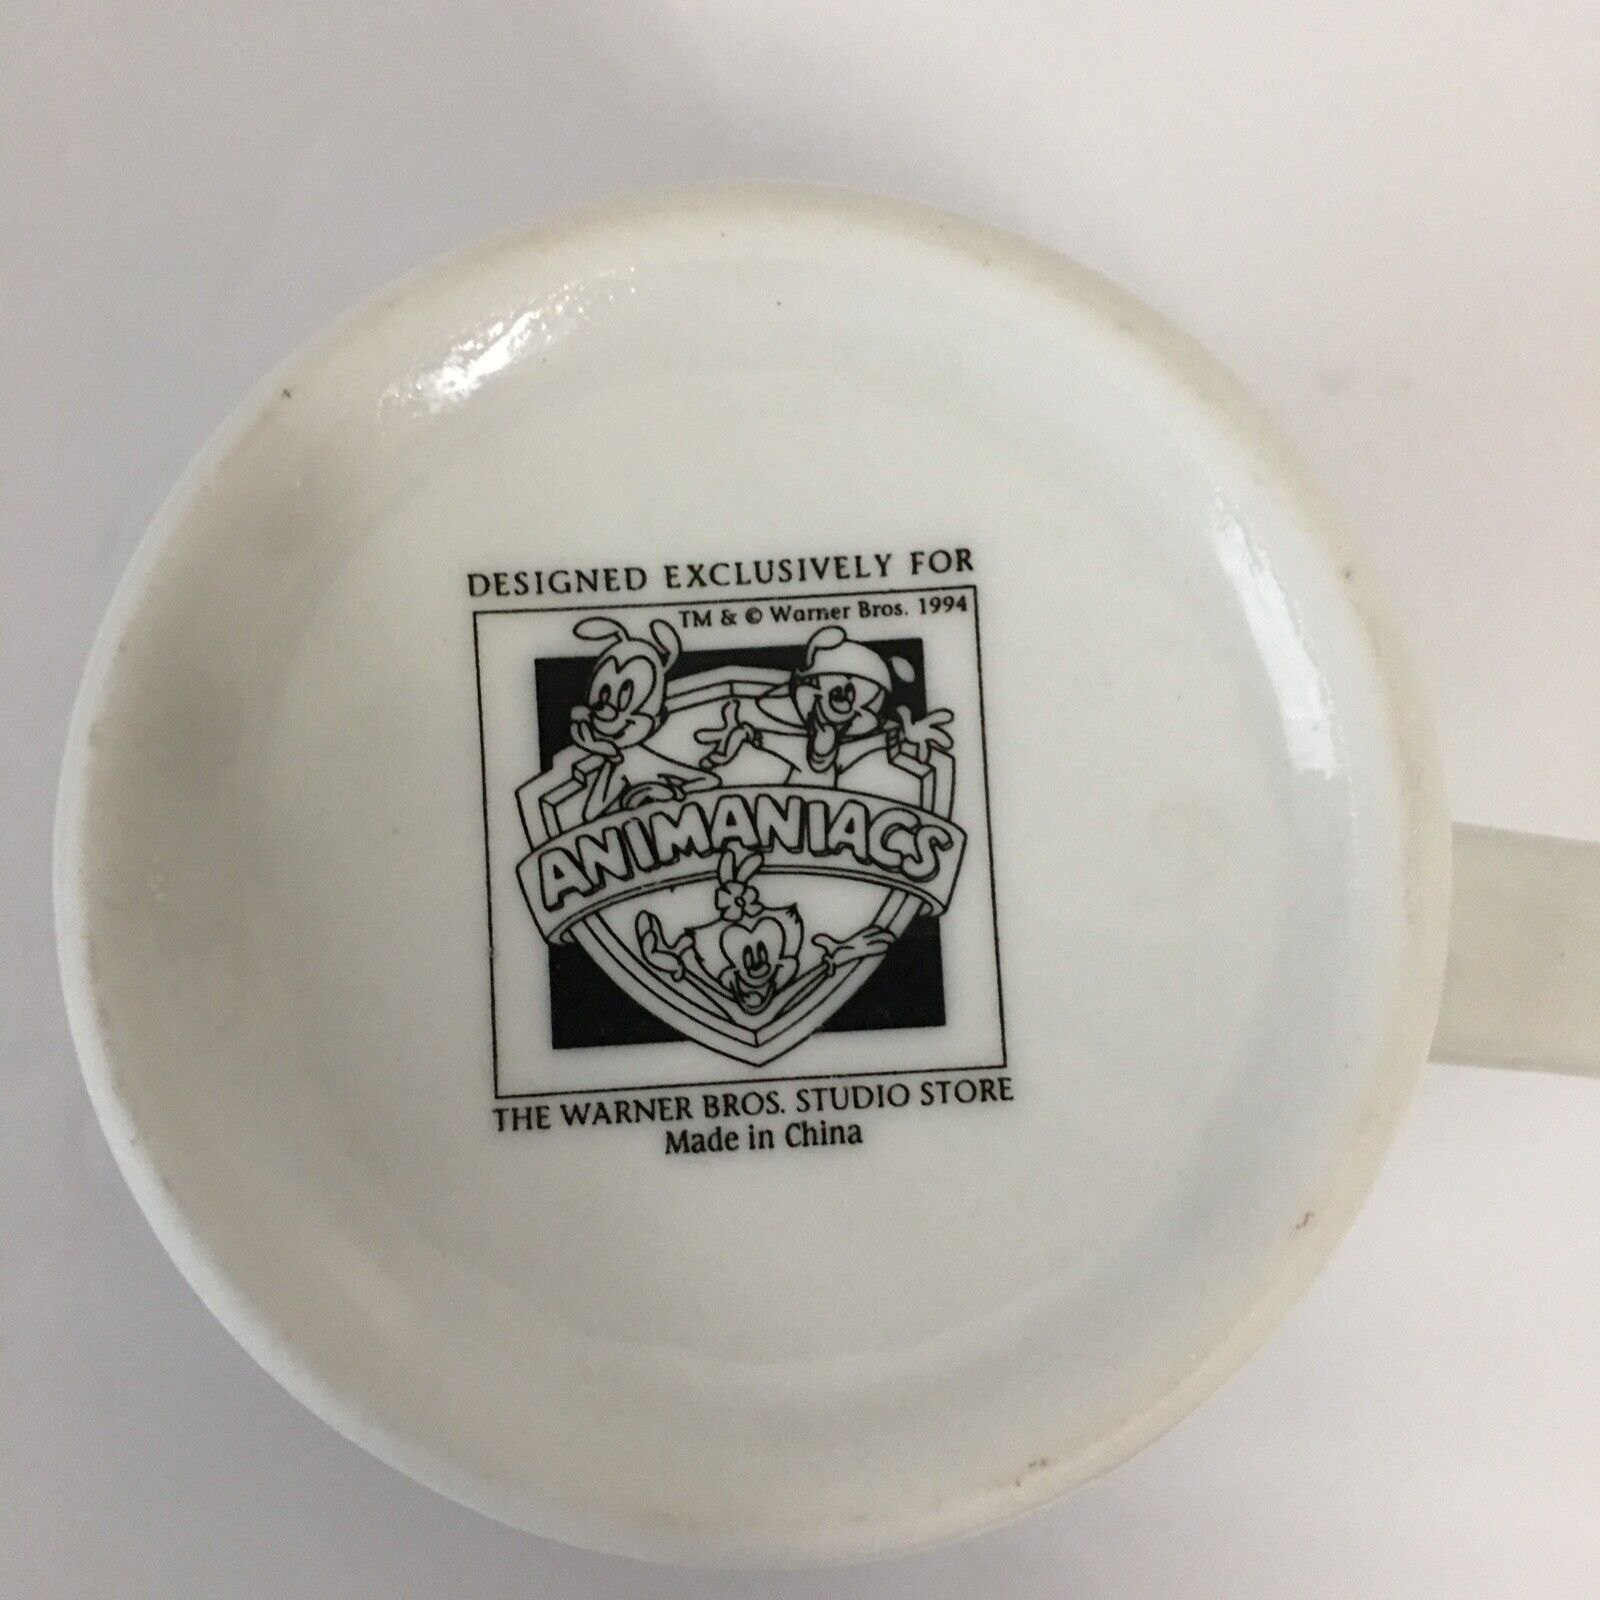 DESIGNED EXCLUSIVELY FOR
TM & © Warner Bros. 1994
ANIMANIACS
THE WARNER BROS. STUDIO STORE
Made in China